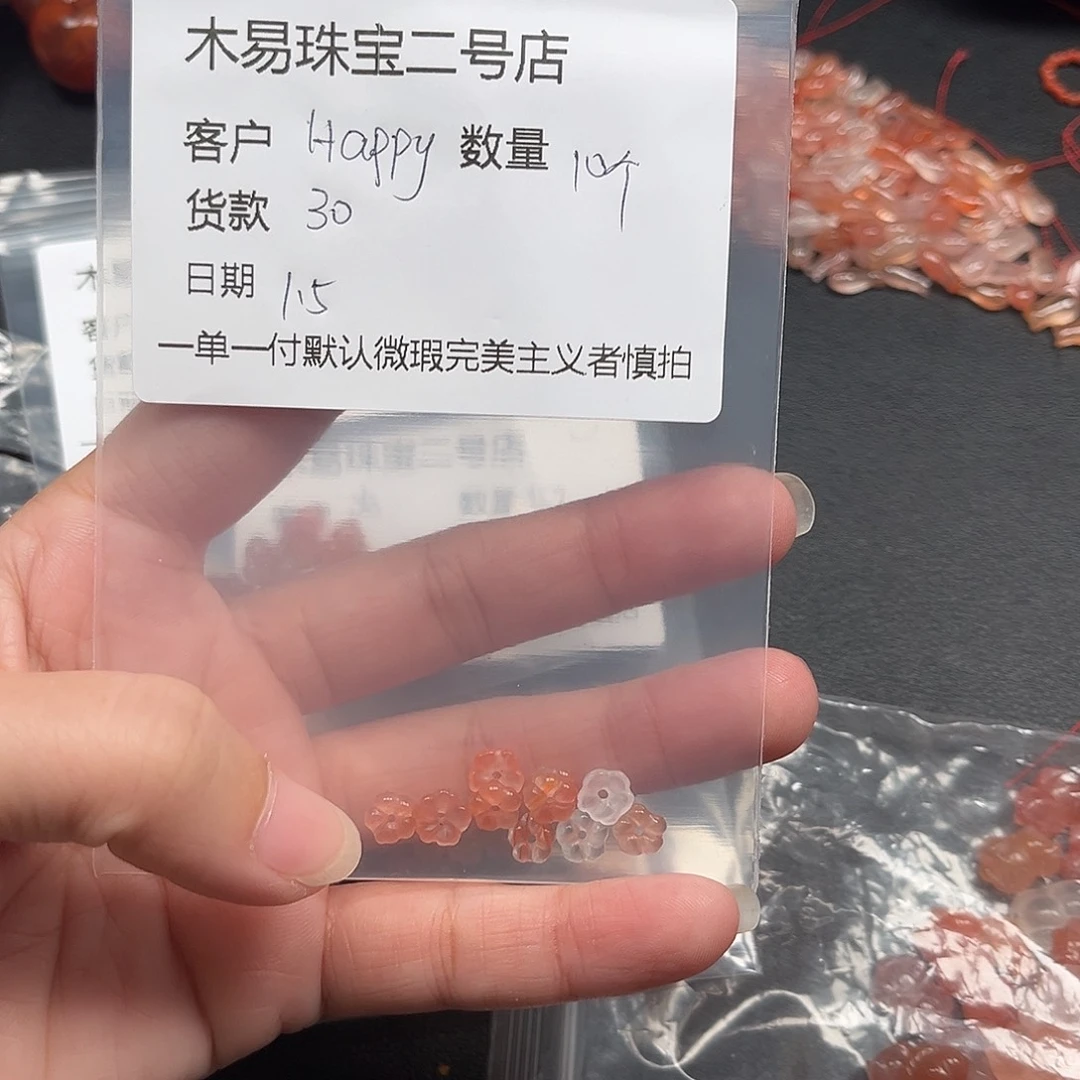 木易珠宝二号店
客户 Happy 数量 10个
货款 30
日期 1.5
一单一付默认微瑕完美主义者慎拍